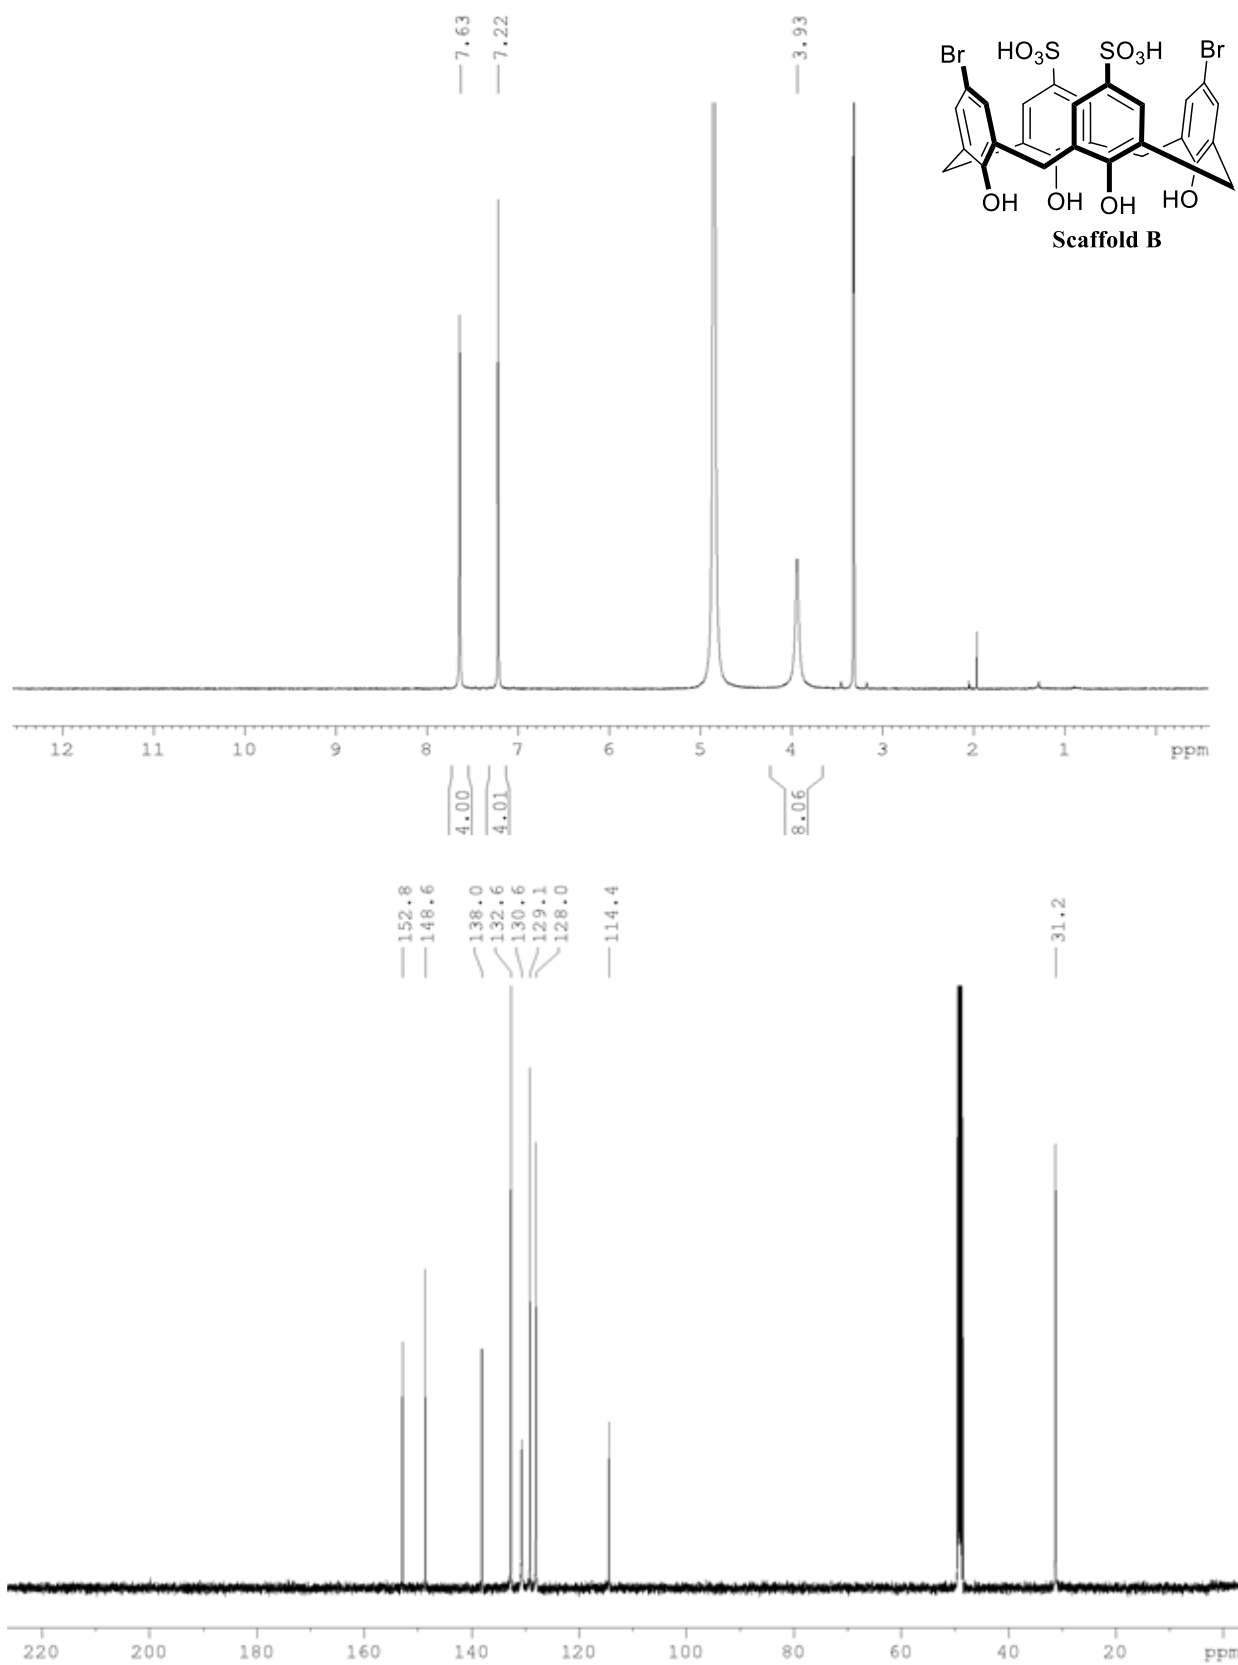 7.63
7.22
3.93
Br
HO3S
SO3H
Br
OH
OH
OH
HO
Scaffold B
12 11 10 9 8 7 6 5 4 3 2 1 ppm
4.00
4.01
8.06
152.8
148.6
138.0
132.6
130.6
129.1
128.0
114.4
31.2
220 200 180 160 140 120 100 80 60 40 20 ppm